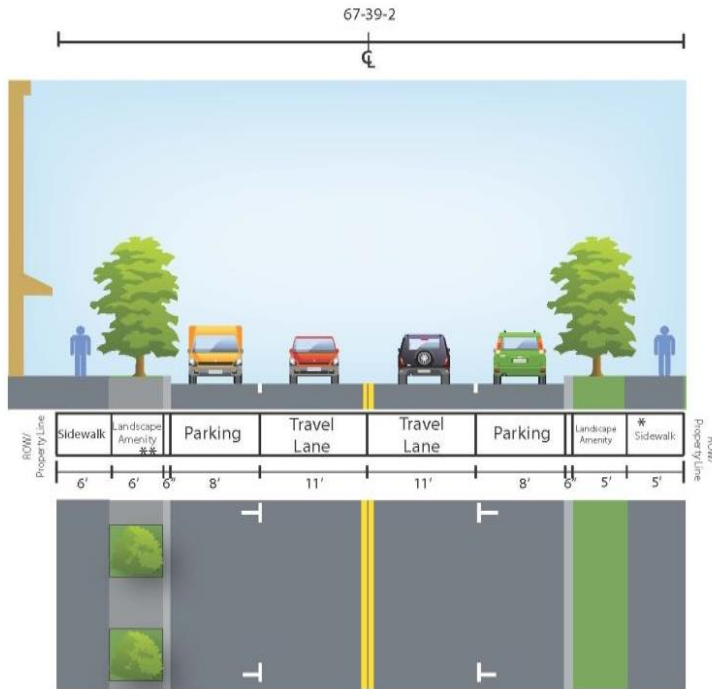 67-39-2
℄
ROW/
Property Line
Sidewalk
Landscape
Amenity
**
Parking
Travel
Lane
Travel
Lane
Parking
Landscape
Amenity
*
Sidewalk
ROW/
Property Line
6'
6'
6"
8'
11'
11'
8'
6"
5'
5'